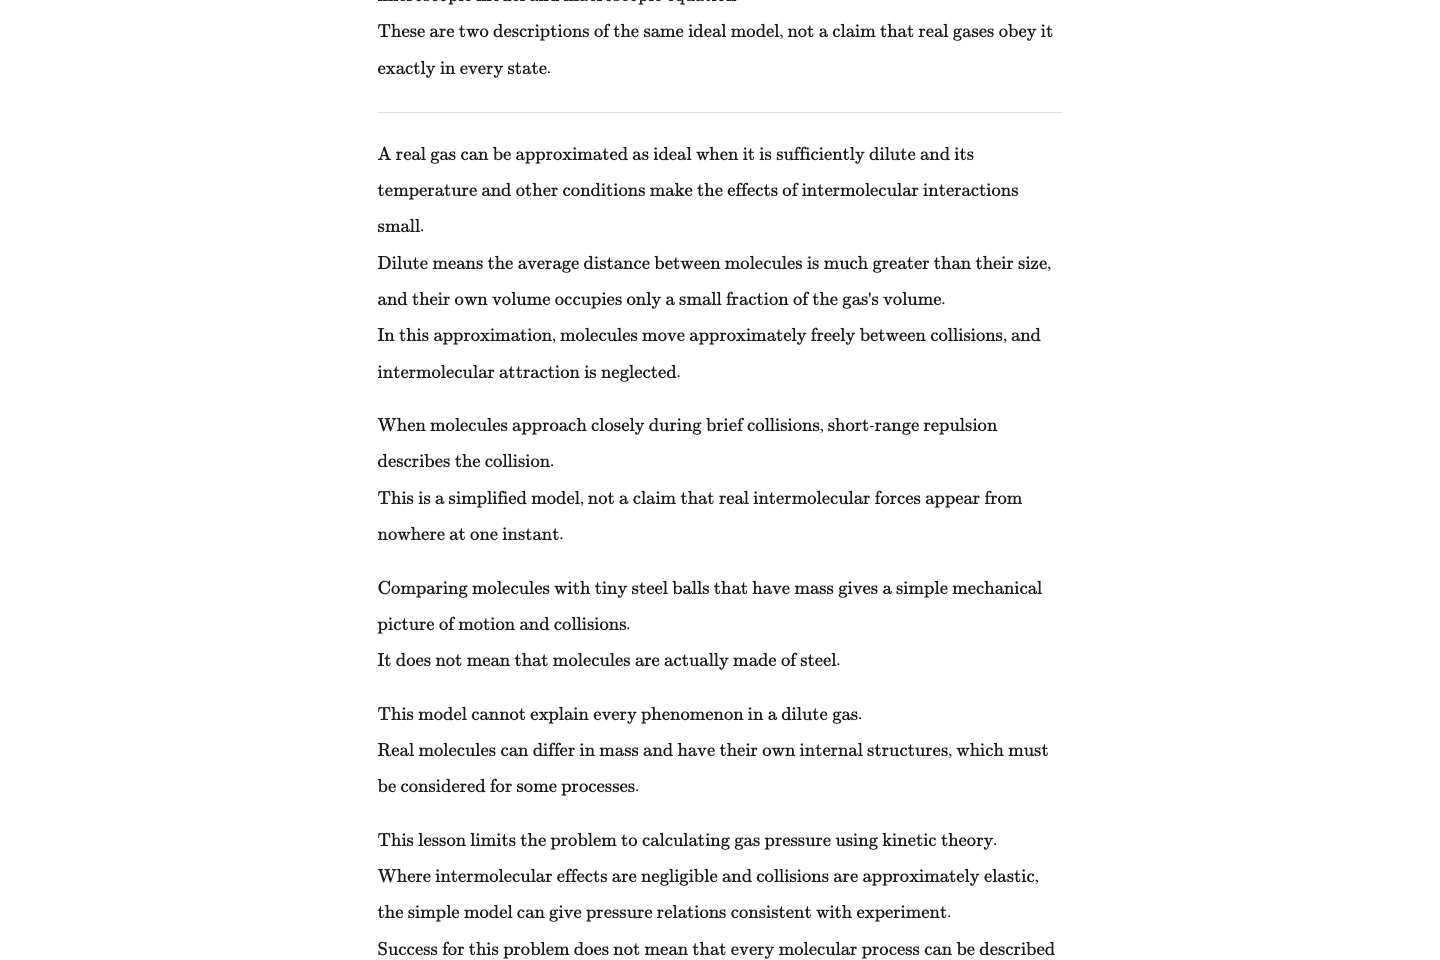 These are two descriptions of the same ideal model, not a claim that real gases obey it
exactly in every state.
A real gas can be approximated as ideal when it is sufficiently dilute and its
temperature and other conditions make the effects of intermolecular interactions
small.
Dilute means the average distance between molecules is much greater than their size,
and their own volume occupies only a small fraction of the gas's volume.
In this approximation, molecules move approximately freely between collisions, and
intermolecular attraction is neglected.
When molecules approach closely during brief collisions, short-range repulsion
describes the collision.
This is a simplified model, not a claim that real intermolecular forces appear from
nowhere at one instant.
Comparing molecules with tiny steel balls that have mass gives a simple mechanical
picture of motion and collisions.
It does not mean that molecules are actually made of steel.
This model cannot explain every phenomenon in a dilute gas.
Real molecules can differ in mass and have their own internal structures, which must
be considered for some processes.
This lesson limits the problem to calculating gas pressure using kinetic theory.
Where intermolecular effects are negligible and collisions are approximately elastic,
the simple model can give pressure relations consistent with experiment.
Success for this problem does not mean that every molecular process can be described